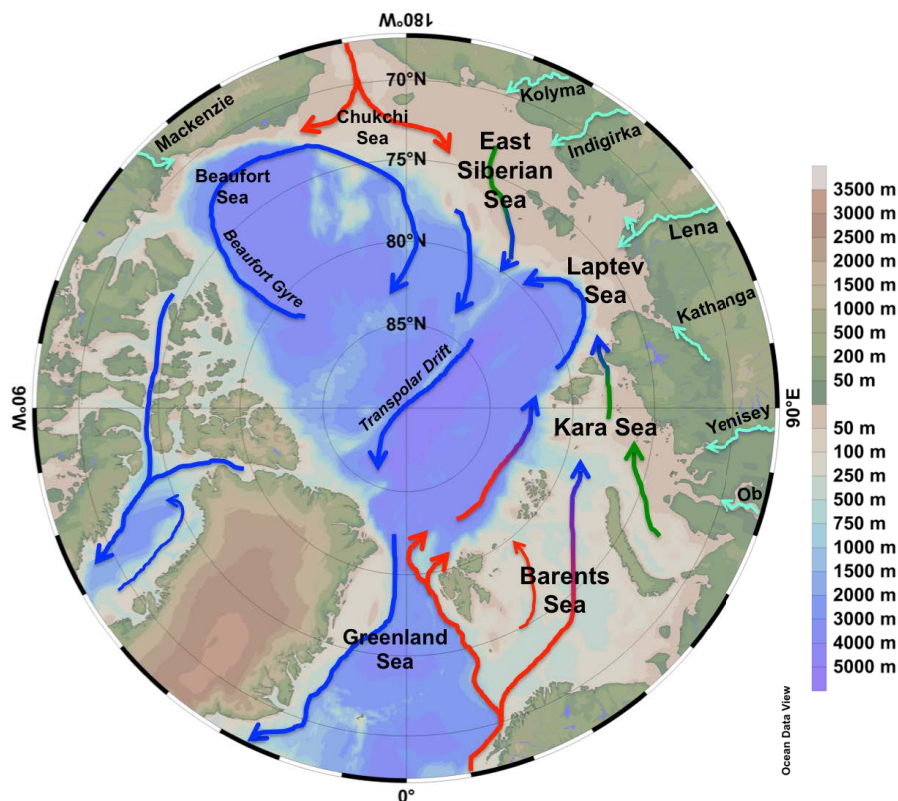 180°W
70°N
Kolyma
Mackenzie
Chukchi
Sea
Indigirka
East
Siberian
Sea
75°N
Beaufort
Sea
Lena
80°N
Beaufort Gyre
Laptev
Sea
Kathanga
85°N
Transpolar Drift
90°W
90°E
Kara Sea
Yenisey
Ob
Barents
Sea
Greenland
Sea
0°
Ocean Data View
3500 m
3000 m
2500 m
2000 m
1500 m
1000 m
500 m
200 m
50 m
50 m
100 m
250 m
500 m
750 m
1000 m
1500 m
2000 m
3000 m
4000 m
5000 m